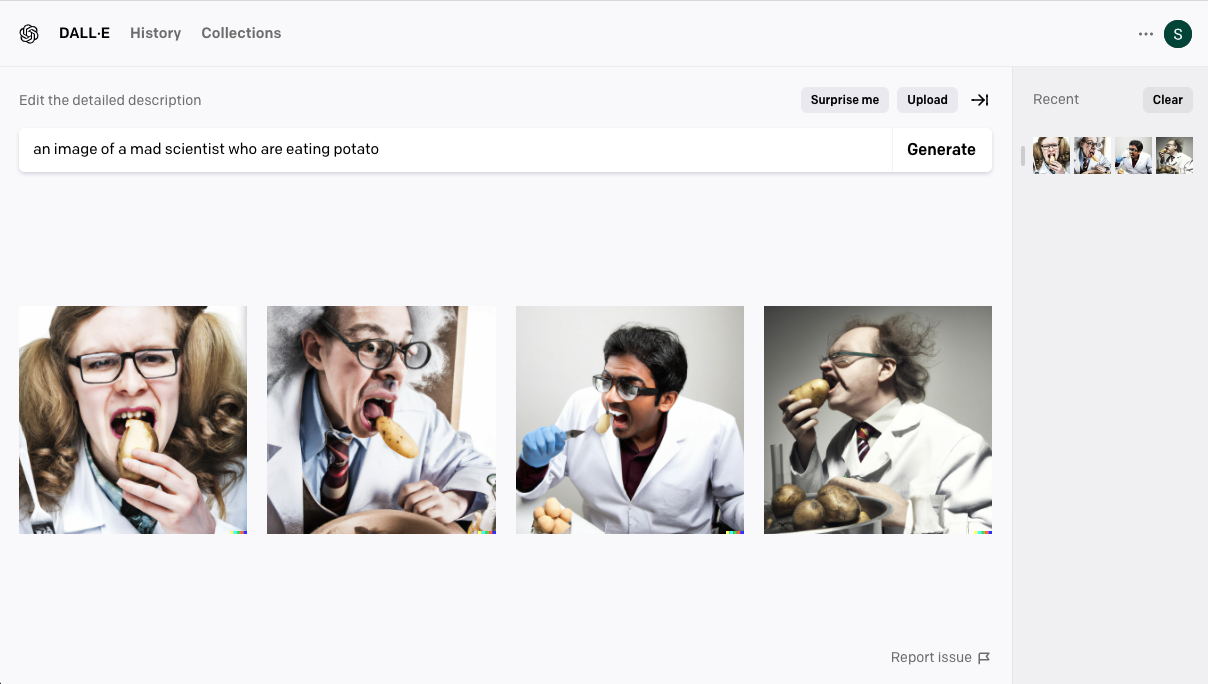 DALL·E History Collections
S
Edit the detailed description
Surprise me
Upload
Recent
Clear
an image of a mad scientist who are eating potato
Generate
Report issue